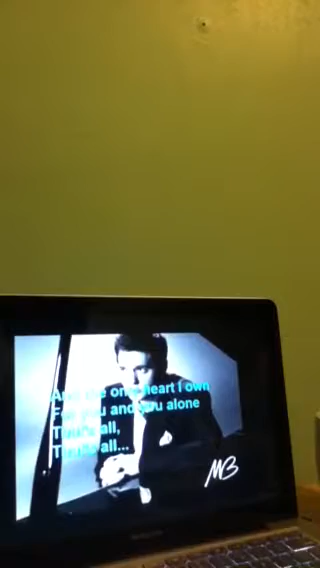 And the only heart I own
For you and you alone
That's all,
That's all...
MB